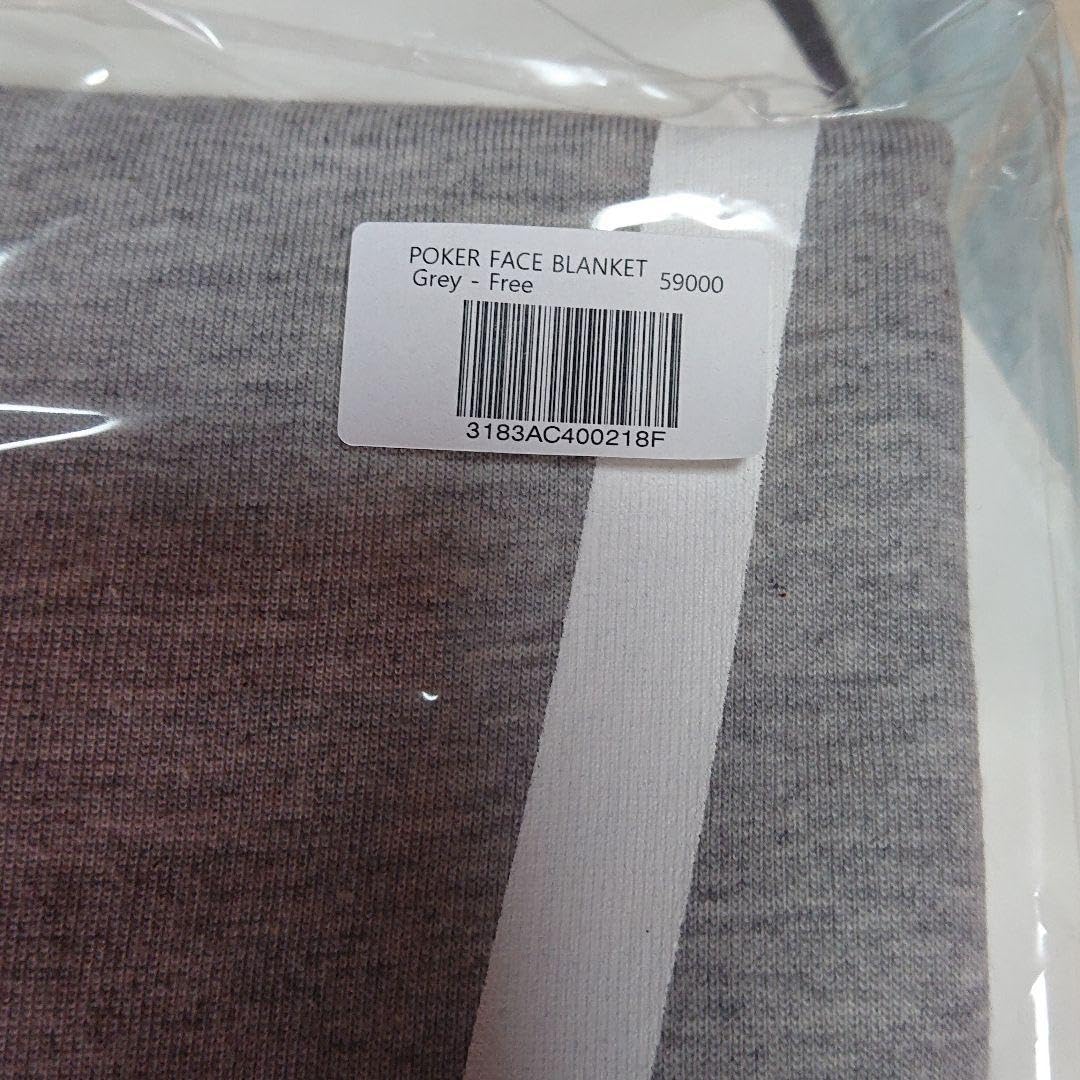 POKER FACE BLANKET
Grey - Free 59000
3183AC400218F